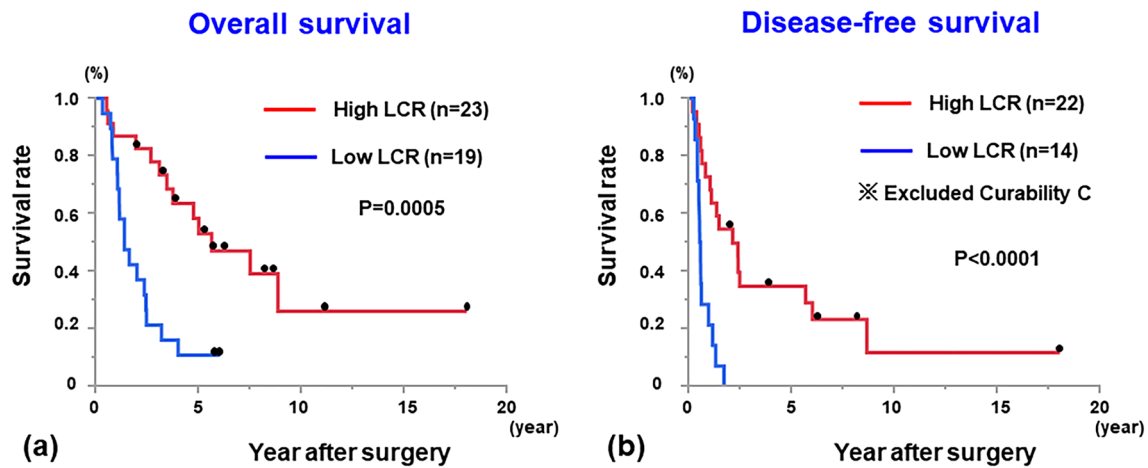 Overall survival
(%)
Survival rate
1.0
0.8
0.6
0.4
0.2
0
High LCR (n=23)
Low LCR (n=19)
P=0.0005
0 5 10 15 20
(year)
(a)
Year after surgery
Disease-free survival
(%)
Survival rate
1.0
0.8
0.6
0.4
0.2
0
High LCR (n=22)
Low LCR (n=14)
※ Excluded Curability C
P<0.0001
0 5 10 15 20
(year)
(b)
Year after surgery